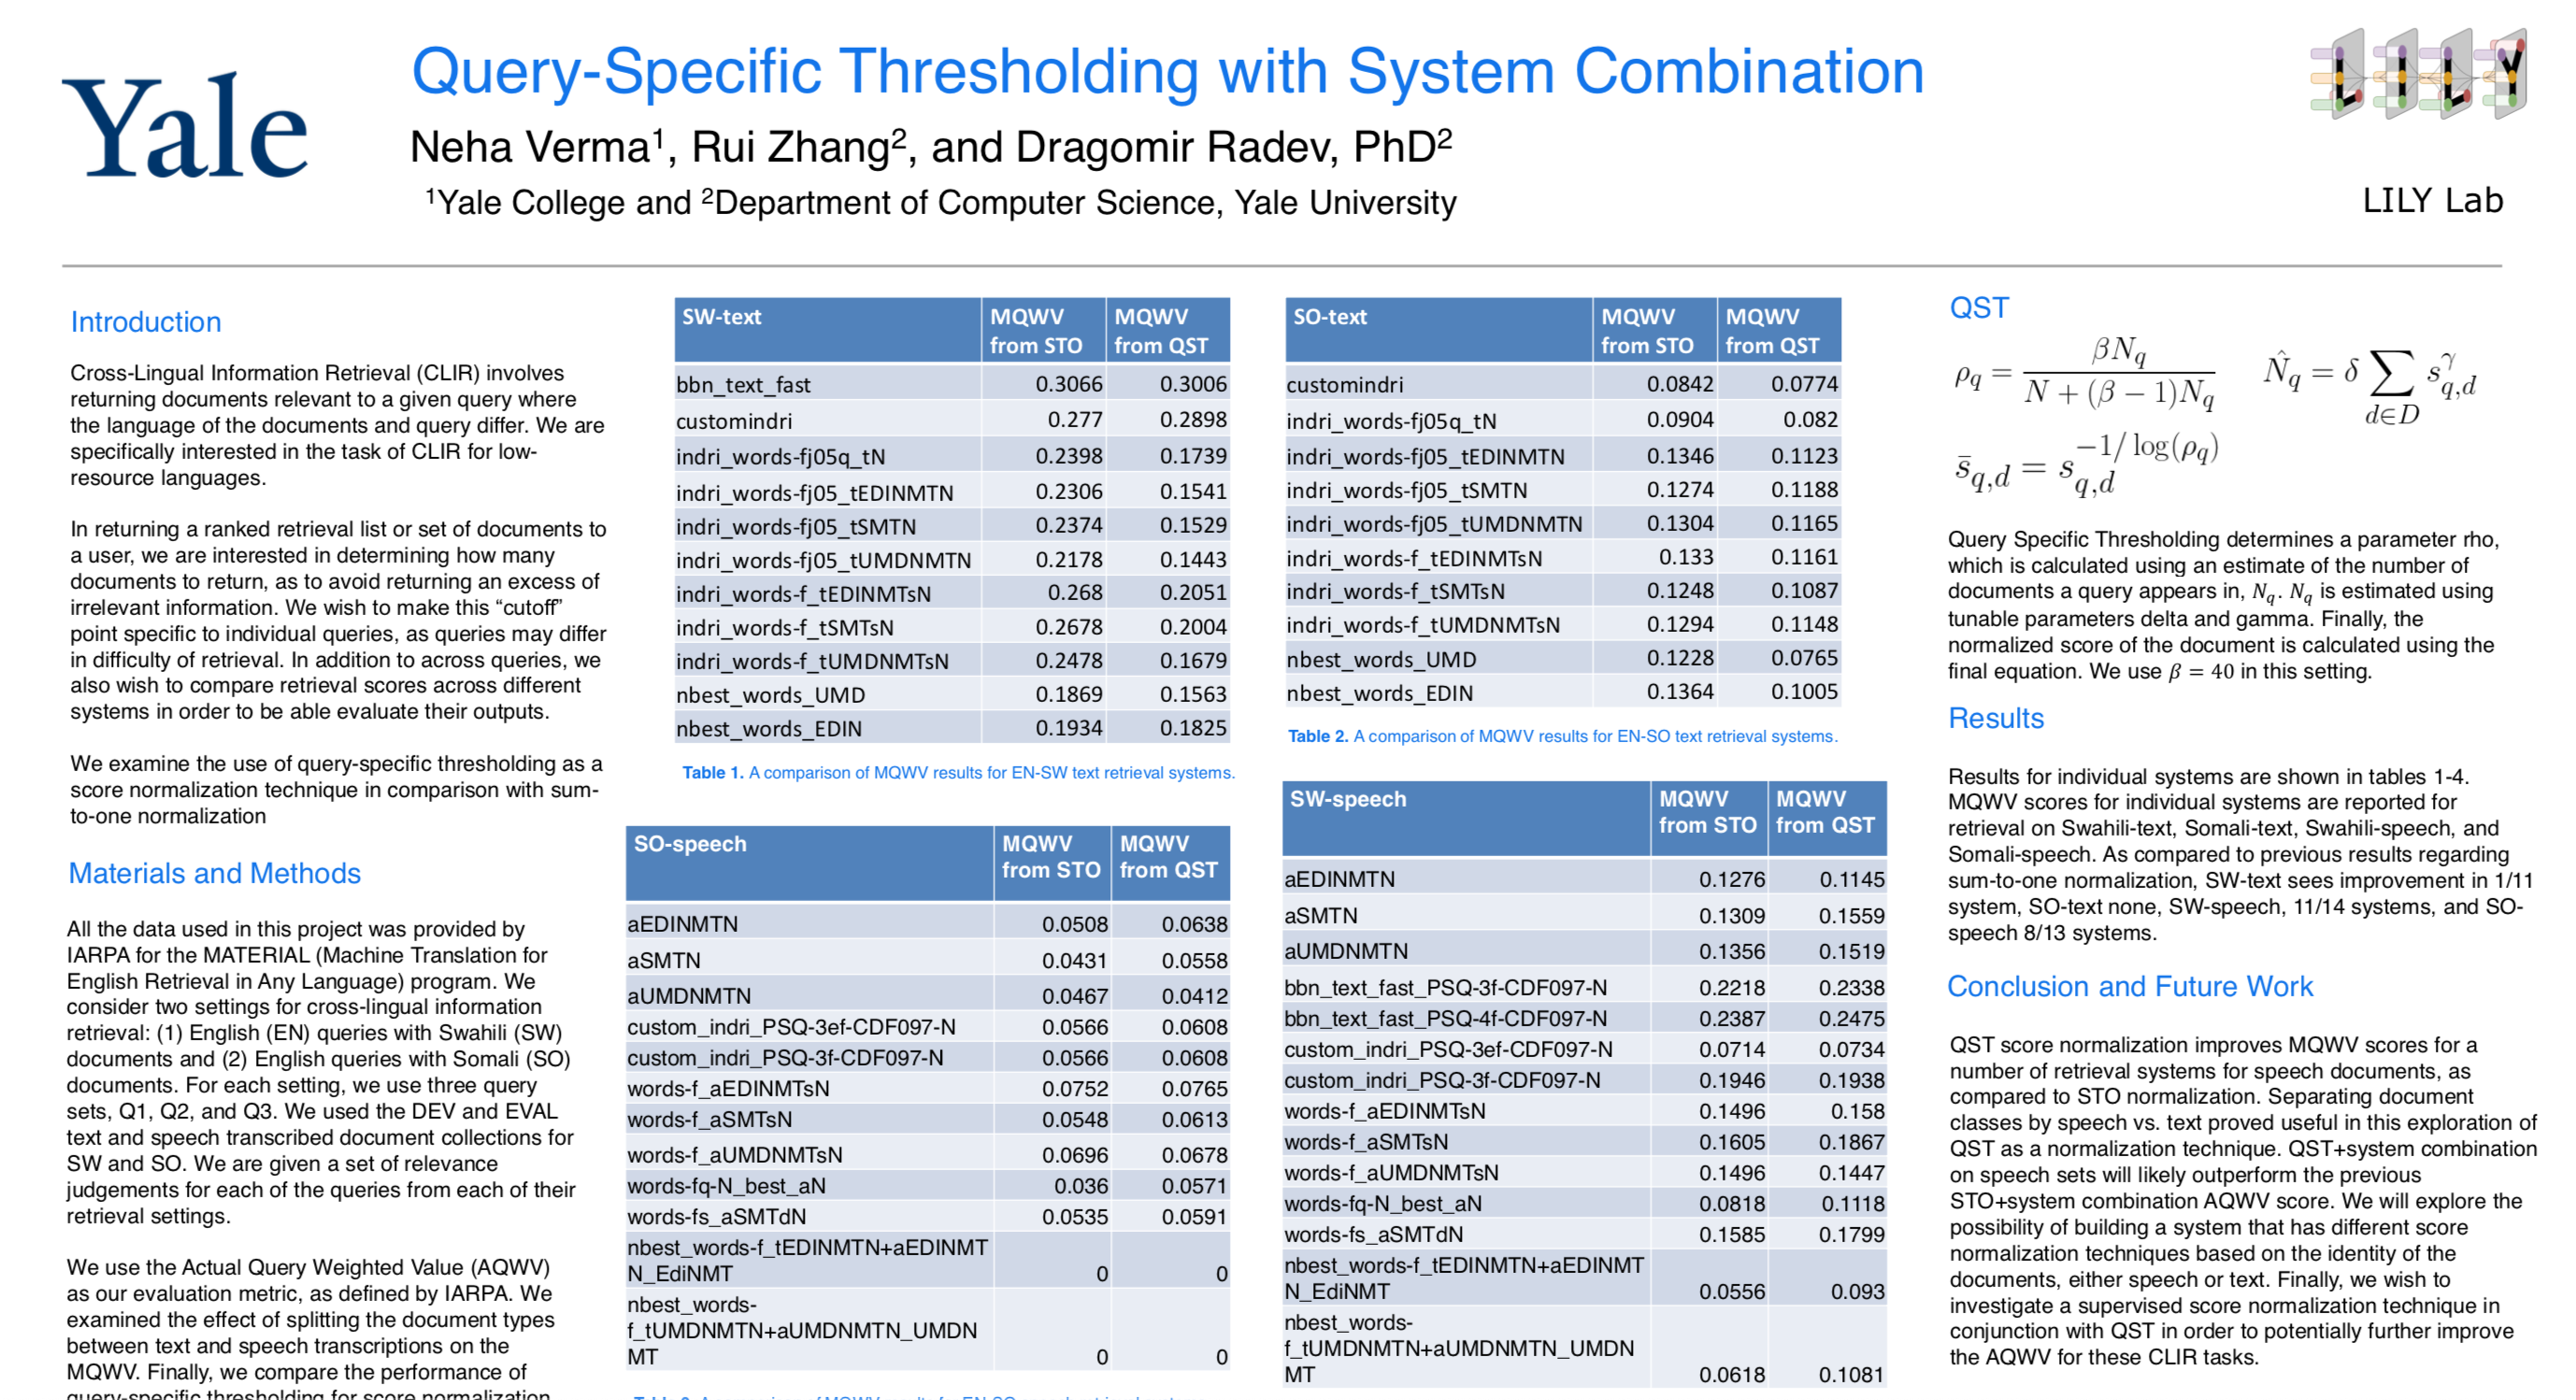 Yale
Query-Specific Thresholding with System Combination
Neha Verma¹, Rui Zhang², and Dragomir Radev, PhD²
¹Yale College and ²Department of Computer Science, Yale University
LILY
LILY Lab
Introduction
Cross-Lingual Information Retrieval (CLIR) involves
returning documents relevant to a given query where
the language of the documents and query differ. We are
specifically interested in the task of CLIR for low-
resource languages.
In returning a ranked retrieval list or set of documents to
a user, we are interested in determining how many
documents to return, as to avoid returning an excess of
irrelevant information. We wish to make this “cutoff”
point specific to individual queries, as queries may differ
in difficulty of retrieval. In addition to across queries, we
also wish to compare retrieval scores across different
systems in order to be able evaluate their outputs.
We examine the use of query-specific thresholding as a
score normalization technique in comparison with sum-
to-one normalization
Materials and Methods
All the data used in this project was provided by
IARPA for the MATERIAL (Machine Translation for
English Retrieval in Any Language) program. We
consider two settings for cross-lingual information
retrieval: (1) English (EN) queries with Swahili (SW)
documents and (2) English queries with Somali (SO)
documents. For each setting, we use three query
sets, Q1, Q2, and Q3. We used the DEV and EVAL
text and speech transcribed document collections for
SW and SO. We are given a set of relevance
judgements for each of the queries from each of their
retrieval settings.
We use the Actual Query Weighted Value (AQWV)
as our evaluation metric, as defined by IARPA. We
examined the effect of splitting the document types
between text and speech transcriptions on the
MQWV. Finally, we compare the performance of
query-specific thresholding for score normalization
SW-text MQWV from STO MQWV from QST
bbn_text_fast 0.3066 0.3006
customindri 0.277 0.2898
indri_words-fj05q_tN 0.2398 0.1739
indri_words-fj05_tEDINMTN 0.2306 0.1541
indri_words-fj05_tSMTN 0.2374 0.1529
indri_words-fj05_tUMDNMTN 0.2178 0.1443
indri_words-f_tEDINMTsN 0.268 0.2051
indri_words-f_tSMTsN 0.2678 0.2004
indri_words-f_tUMDNMTsN 0.2478 0.1679
nbest_words_UMD 0.1869 0.1563
nbest_words_EDIN 0.1934 0.1825
Table 1. A comparison of MQWV results for EN-SW text retrieval systems.
SO-speech MQWV from STO MQWV from QST
aEDINMTN 0.0508 0.0638
aSMTN 0.0431 0.0558
aUMDNMTN 0.0467 0.0412
custom_indri_PSQ-3ef-CDF097-N 0.0566 0.0608
custom_indri_PSQ-3f-CDF097-N 0.0566 0.0608
words-f_aEDINMTsN 0.0752 0.0765
words-f_aSMTsN 0.0548 0.0613
words-f_aUMDNMTsN 0.0696 0.0678
words-fq-N_best_aN 0.036 0.0571
words-fs_aSMTdN 0.0535 0.0591
nbest_words-f_tEDINMTN+aEDINMT
N_EdiNMT 0 0
nbest_words-
f_tUMDNMTN+aUMDNMTN_UMDN
MT 0 0
SO-text MQWV from STO MQWV from QST
customindri 0.0842 0.0774
indri_words-fj05q_tN 0.0904 0.082
indri_words-fj05_tEDINMTN 0.1346 0.1123
indri_words-fj05_tSMTN 0.1274 0.1188
indri_words-fj05_tUMDNMTN 0.1304 0.1165
indri_words-f_tEDINMTsN 0.133 0.1161
indri_words-f_tSMTsN 0.1248 0.1087
indri_words-f_tUMDNMTsN 0.1294 0.1148
nbest_words_UMD 0.1228 0.0765
nbest_words_EDIN 0.1364 0.1005
Table 2. A comparison of MQWV results for EN-SO text retrieval systems.
SW-speech MQWV from STO MQWV from QST
aEDINMTN 0.1276 0.1145
aSMTN 0.1309 0.1559
aUMDNMTN 0.1356 0.1519
bbn_text_fast_PSQ-3f-CDF097-N 0.2218 0.2338
bbn_text_fast_PSQ-4f-CDF097-N 0.2387 0.2475
custom_indri_PSQ-3ef-CDF097-N 0.0714 0.0734
custom_indri_PSQ-3f-CDF097-N 0.1946 0.1938
words-f_aEDINMTsN 0.1496 0.158
words-f_aSMTsN 0.1605 0.1867
words-f_aUMDNMTsN 0.1496 0.1447
words-fq-N_best_aN 0.0818 0.1118
words-fs_aSMTdN 0.1585 0.1799
nbest_words-f_tEDINMTN+aEDINMT
N_EdiNMT 0.0556 0.093
nbest_words-
f_tUMDNMTN+aUMDNMTN_UMDN
MT 0.0618 0.1081
QST
ρ_q = βN_q / (N + (β − 1)N_q) N̂_q = δ ∑_{d∈D} s_{q,d}^γ
s̄_{q,d} = s_{q,d}^{−1/ log(ρ_q)}
Query Specific Thresholding determines a parameter rho,
which is calculated using an estimate of the number of
documents a query appears in, N_q. N_q is estimated using
tunable parameters delta and gamma. Finally, the
normalized score of the document is calculated using the
final equation. We use β = 40 in this setting.
Results
Results for individual systems are shown in tables 1-4.
MQWV scores for individual systems are reported for
retrieval on Swahili-text, Somali-text, Swahili-speech, and
Somali-speech. As compared to previous results regarding
sum-to-one normalization, SW-text sees improvement in 1/11
system, SO-text none, SW-speech, 11/14 systems, and SO-
speech 8/13 systems.
Conclusion and Future Work
QST score normalization improves MQWV scores for a
number of retrieval systems for speech documents, as
compared to STO normalization. Separating document
classes by speech vs. text proved useful in this exploration of
QST as a normalization technique. QST+system combination
on speech sets will likely outperform the previous
STO+system combination AQWV score. We will explore the
possibility of building a system that has different score
normalization techniques based on the identity of the
documents, either speech or text. Finally, we wish to
investigate a supervised score normalization technique in
conjunction with QST in order to potentially further improve
the AQWV for these CLIR tasks.